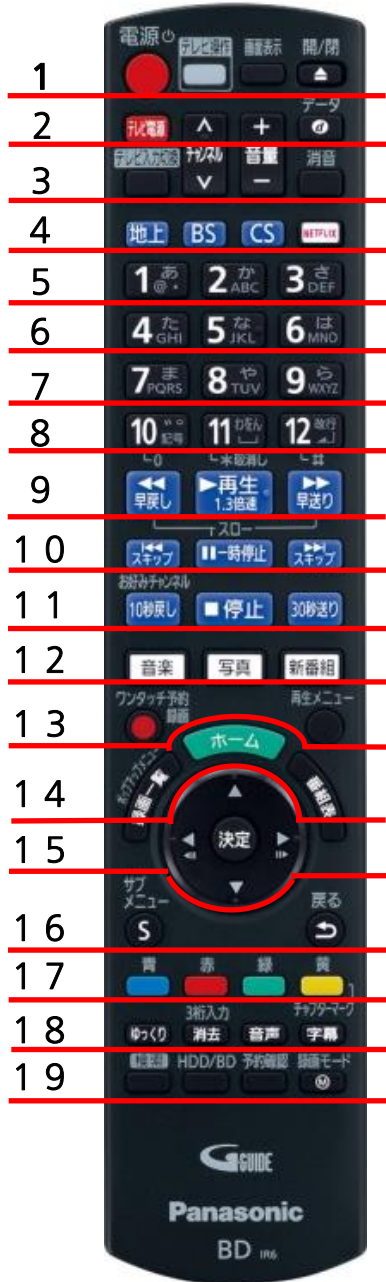 電源 テレビ操作 画面表示 開/閉
1
データ
2 テレビ電源 チャンネル + 音量 - d
3 テレビ入力切換 消音
4 地上 BS CS NETFLIX
5 1 あ @・ 2 か ABC 3 さ DEF
6 4 た GHI 5 な JKL 6 は MNO
7 7 ま PQRS 8 や TUV 9 ら WXYZ
8 10 記号 11 わをん 12 改行
└0 └*取消し └#
9 早戻し 再生 1.3倍速 早送り
スロー
10 スキップ 一時停止 スキップ
お好みチャンネル
11 10秒戻し 停止 30秒送り
12 音楽 写真 新番組
ワンタッチ予約 録画 再生メニュー
13 ホーム
ポップアップメニュー
14 録画一覧 番組表
15 決定
サブメニュー 戻る
16 S
青 赤 緑 黄
17
3桁入力 チャプターマーク
18 ゆっくり 消去 音声 字幕
19 HDD/BD 予約確認 録画モード
M
G GUIDE
Panasonic
BD IR6